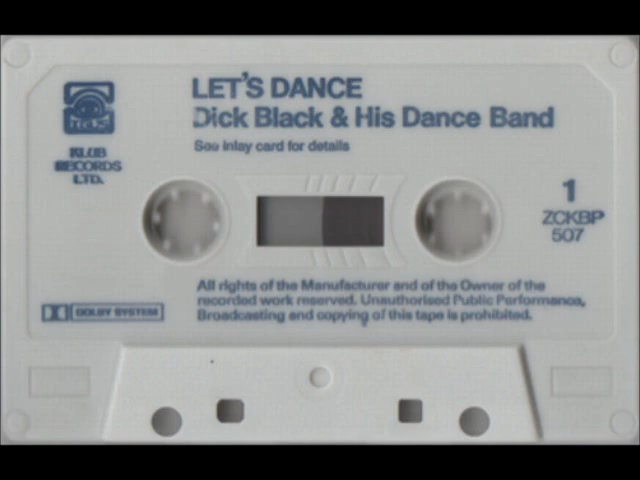 LET'S DANCE
Dick Black & His Dance Band
See inlay card for details
KLUB
RECORDS
LTD.
1
ZCKBP
507
All rights of the Manufacturer and of the Owner of the
recorded work reserved. Unauthorised Public Performance,
Broadcasting and copying of this tape is prohibited.
DOLBY SYSTEM